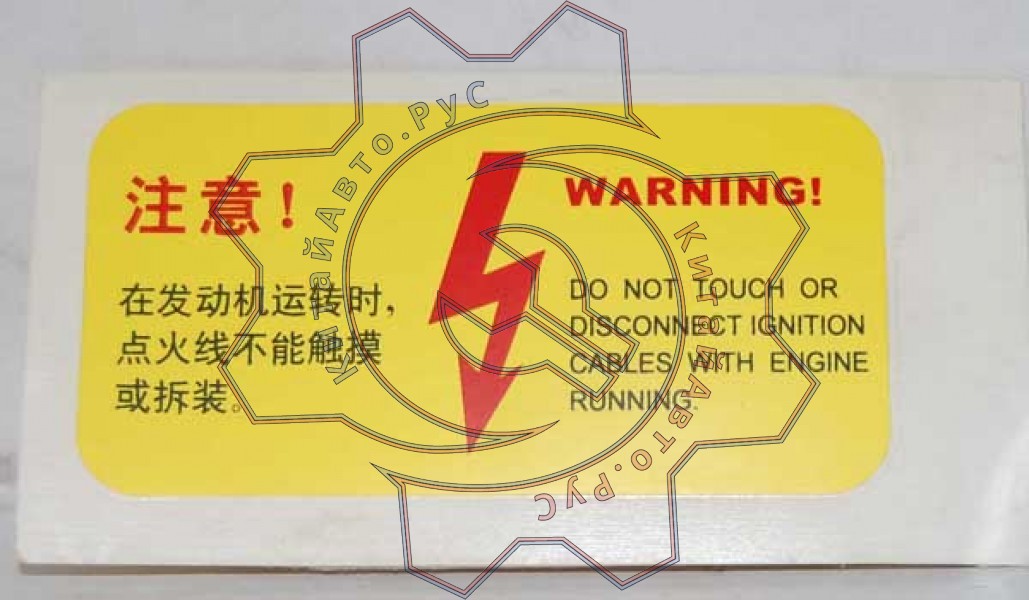 注意！
在发动机运转时，
点火线不能触摸
或拆装。
WARNING!
DO NOT TOUCH OR
DISCONNECT IGNITION
CABLES WITH ENGINE
RUNNING.
КитайАвто.РуС
КитайАвто.РуС